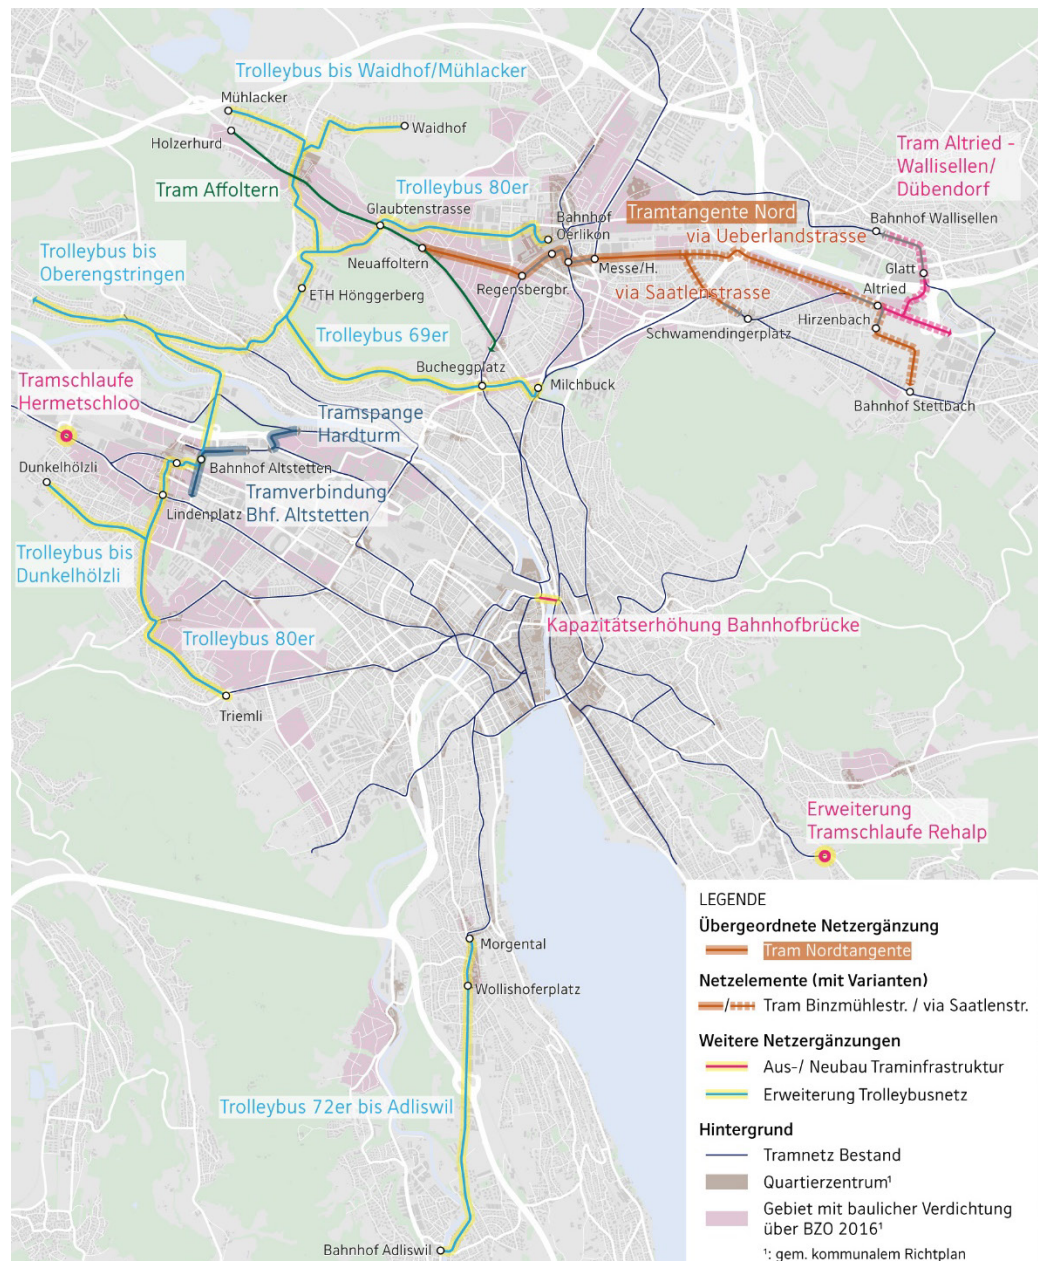 Trolleybus bis Waidhof/Mühlacker
Mühlacker
Waidhof
Holzerhurd
Tram Altried -
Wallisellen/
Dübendorf
Tram Affoltern
Trolleybus 80er
Glaubtenstrasse
Bahnhof
Oerlikon
Tramtangente Nord
Bahnhof Wallisellen
via Ueberlandstrasse
Trolleybus bis
Oberengstringen
Neuaffoltern
Messe/H.
Glatt
ETH Hönggerberg
Regensbergbr.
via Saatlenstrasse
Altried
Hirzenbach
Schwamendingerplatz
Trolleybus 69er
Bucheggplatz
Milchbuck
Bahnhof Stettbach
Tramschlaufe
Hermetschloo
Tramspange
Hardturm
Dunkelhölzli
Bahnhof Altstetten
Tramverbindung
Bhf. Altstetten
Lindenplatz
Trolleybus bis
Dunkelhölzli
Kapazitätserhöhung Bahnhofbrücke
Trolleybus 80er
Triemli
Erweiterung
Tramschlaufe Rehalp
Morgental
Wollishoferplatz
Trolleybus 72er bis Adliswil
Bahnhof Adliswil
LEGENDE
Übergeordnete Netzergänzung
Tram Nordtangente
Netzelemente (mit Varianten)
/ Tram Binzmühlestr. / via Saatlenstr.
Weitere Netzergänzungen
Aus-/ Neubau Traminfrastruktur
Erweiterung Trolleybusnetz
Hintergrund
Tramnetz Bestand
Quartierzentrum¹
Gebiet mit baulicher Verdichtung
über BZO 2016¹
¹: gem. kommunalem Richtplan